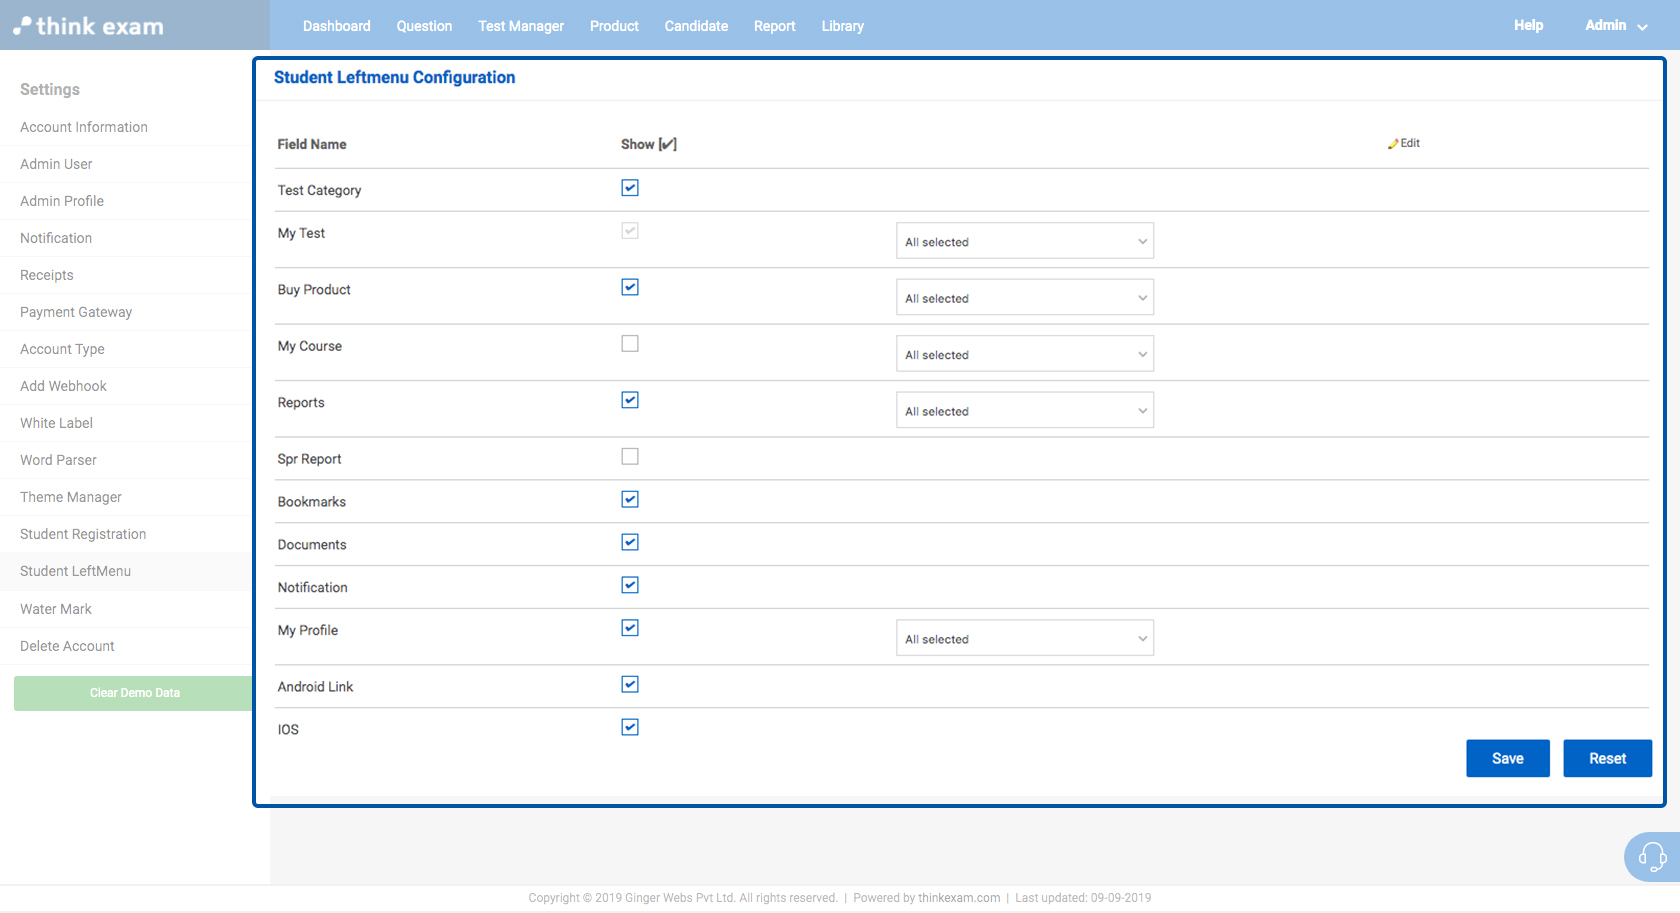 think exam
Dashboard Question Test Manager Product Candidate Report Library Help Admin
Settings
Account Information
Admin User
Admin Profile
Notification
Receipts
Payment Gateway
Account Type
Add Webhook
White Label
Word Parser
Theme Manager
Student Registration
Student LeftMenu
Water Mark
Delete Account
Clear Demo Data
Student Leftmenu Configuration
Field Name Show [✔] Edit
Test Category
My Test All selected
Buy Product All selected
My Course All selected
Reports All selected
Spr Report
Bookmarks
Documents
Notification
My Profile All selected
Android Link
IOS
Save Reset
Copyright © 2019 Ginger Webs Pvt Ltd. All rights reserved. | Powered by thinkexam.com | Last updated: 09-09-2019